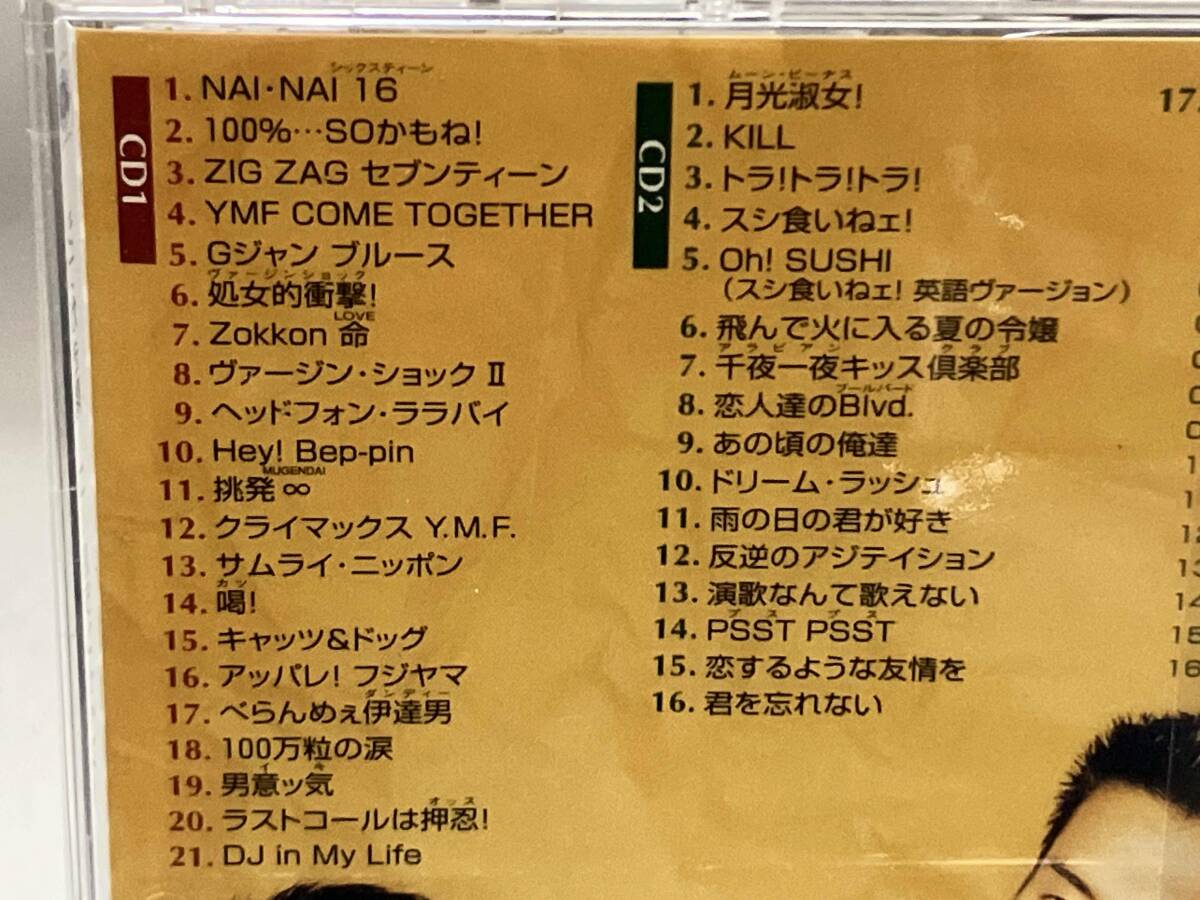 CD1
シックスティーン
1. NAI・NAI 16
2. 100%…SOかもね!
3. ZIG ZAG セブンティーン
4. YMF COME TOGETHER
5. Gジャン ブルース
ヴァージンショック
6. 処女的衝撃!
LOVE
7. Zokkon 命
8. ヴァージン・ショック II
9. ヘッドフォン・ララバイ
10. Hey! Bep-pin
MUGENDAI
11. 挑発∞
12. クライマックス Y.M.F.
13. サムライ・ニッポン
カツ
14. 喝!
15. キャッツ&ドッグ
16. アッパレ! フジヤマ
ダンディー
17. べらんめぇ伊達男
18. 100万粒の涙
イキ
19. 男意ッ気
オッス
20. ラストコールは押忍!
21. DJ in My Life
CD2
ムーン・ビーナス
1. 月光淑女!
2. KILL
3. トラ!トラ!トラ!
4. スシ食いねェ!
5. Oh! SUSHI
(スシ食いねェ! 英語ヴァージョン)
6. 飛んで火に入る夏の令嬢
アラビアン クラブ
7. 千夜一夜キッス倶楽部
ブールバード
8. 恋人達のBlvd.
9. あの頃の俺達
10. ドリーム・ラッシュ
11. 雨の日の君が好き
12. 反逆のアジテイション
13. 演歌なんて歌えない
プス プス
14. PSST PSST
15. 恋するような友情を
16. 君を忘れない
17.
13
14
15
16